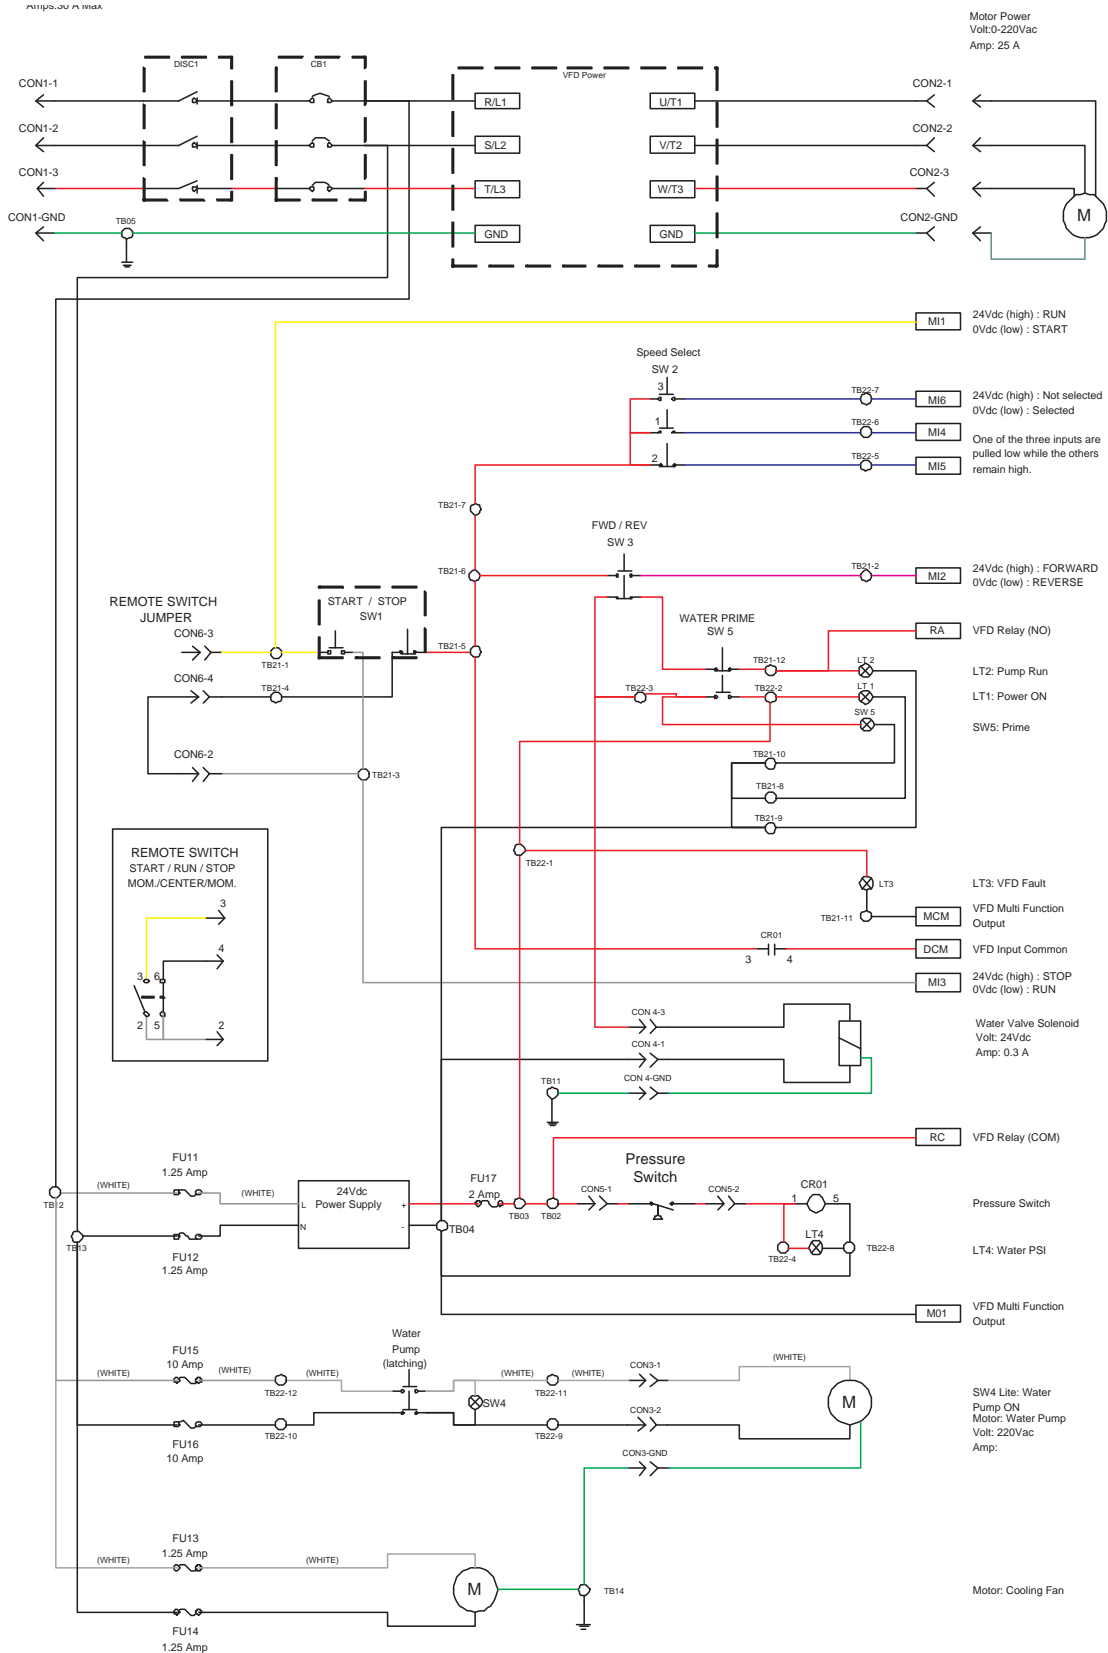 Amps:30 A Max
Motor Power
Volt:0-220Vac
Amp: 25 A
DISC1
CB1
VFD Power
CON1-1
R/L1
U/T1
CON2-1
CON1-2
S/L2
V/T2
CON2-2
CON1-3
T/L3
W/T3
CON2-3
CON1-GND
TB05
GND
GND
CON2-GND
M
MI1
24Vdc (high) : RUN
0Vdc (low) : START
Speed Select
SW 2
3
TB22-7
MI6
24Vdc (high) : Not selected
0Vdc (low) : Selected
1
TB22-6
MI4
One of the three inputs are
pulled low while the others
remain high.
2
TB22-5
MI5
TB21-7
FWD / REV
SW 3
TB21-6
TB21-2
MI2
24Vdc (high) : FORWARD
0Vdc (low) : REVERSE
REMOTE SWITCH
JUMPER
START / STOP
SW1
WATER PRIME
SW 5
CON6-3
TB21-1
TB21-5
RA
VFD Relay (NO)
TB21-12
LT 2
LT2: Pump Run
CON6-4
TB21-4
TB22-3
TB22-2
LT 1
LT1: Power ON
SW 5
SW5: Prime
CON6-2
TB21-3
TB21-10
TB21-8
TB21-9
REMOTE SWITCH
START / RUN / STOP
MOM./CENTER/MOM.
3
4
3
6
2
5
2
TB22-1
LT3
LT3: VFD Fault
TB21-11
MCM
VFD Multi Function
Output
CR01
3
4
DCM
VFD Input Common
MI3
24Vdc (high) : STOP
0Vdc (low) : RUN
CON 4-3
CON 4-1
Water Valve Solenoid
Volt: 24Vdc
Amp: 0.3 A
TB11
CON 4-GND
RC
VFD Relay (COM)
FU11
1.25 Amp
(WHITE)
(WHITE)
TB12
L
24Vdc
Power Supply
+
N
-
FU17
2 Amp
TB03
TB02
CON5-1
Pressure
Switch
CON5-2
CR01
1
5
Pressure Switch
TB13
FU12
1.25 Amp
TB04
TB22-4
LT4
TB22-8
LT4: Water PSI
M01
VFD Multi Function
Output
Water
Pump
(latching)
FU15
10 Amp
(WHITE)
(WHITE)
TB22-12
(WHITE)
(WHITE)
TB22-11
(WHITE)
CON3-1
(WHITE)
SW4
M
SW4 Lite: Water
Pump ON
Motor: Water Pump
Volt: 220Vac
Amp:
FU16
10 Amp
TB22-10
TB22-9
CON3-2
CON3-GND
FU13
1.25 Amp
(WHITE)
(WHITE)
M
TB14
Motor: Cooling Fan
FU14
1.25 Amp